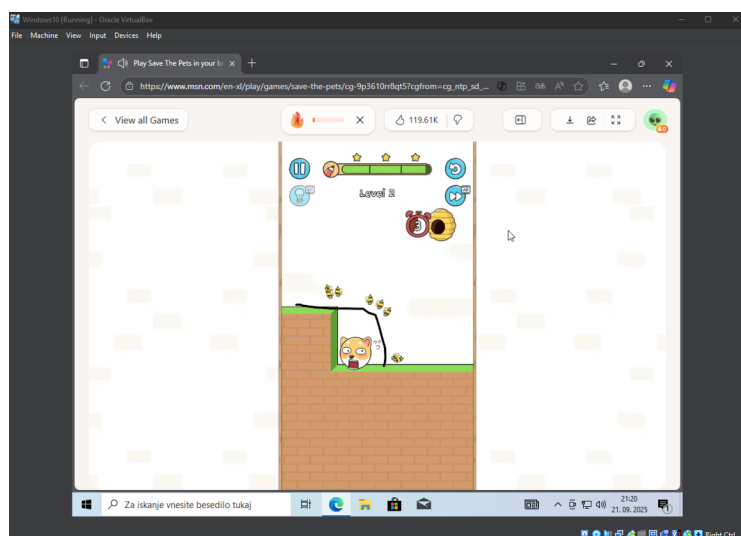 Windows10 [Running] - Oracle VirtualBox
File Machine View Input Devices Help
Play Save The Pets in your b
https://www.msn.com/en-xl/play/games/save-the-pets/cg-9p3610rr8qt5?cgfrom=cg_ntp_sd_...
View all Games
119.61K
Level 2
3
Za iskanje vnesite besedilo tukaj
21:20
21. 09. 2025
Right Ctrl